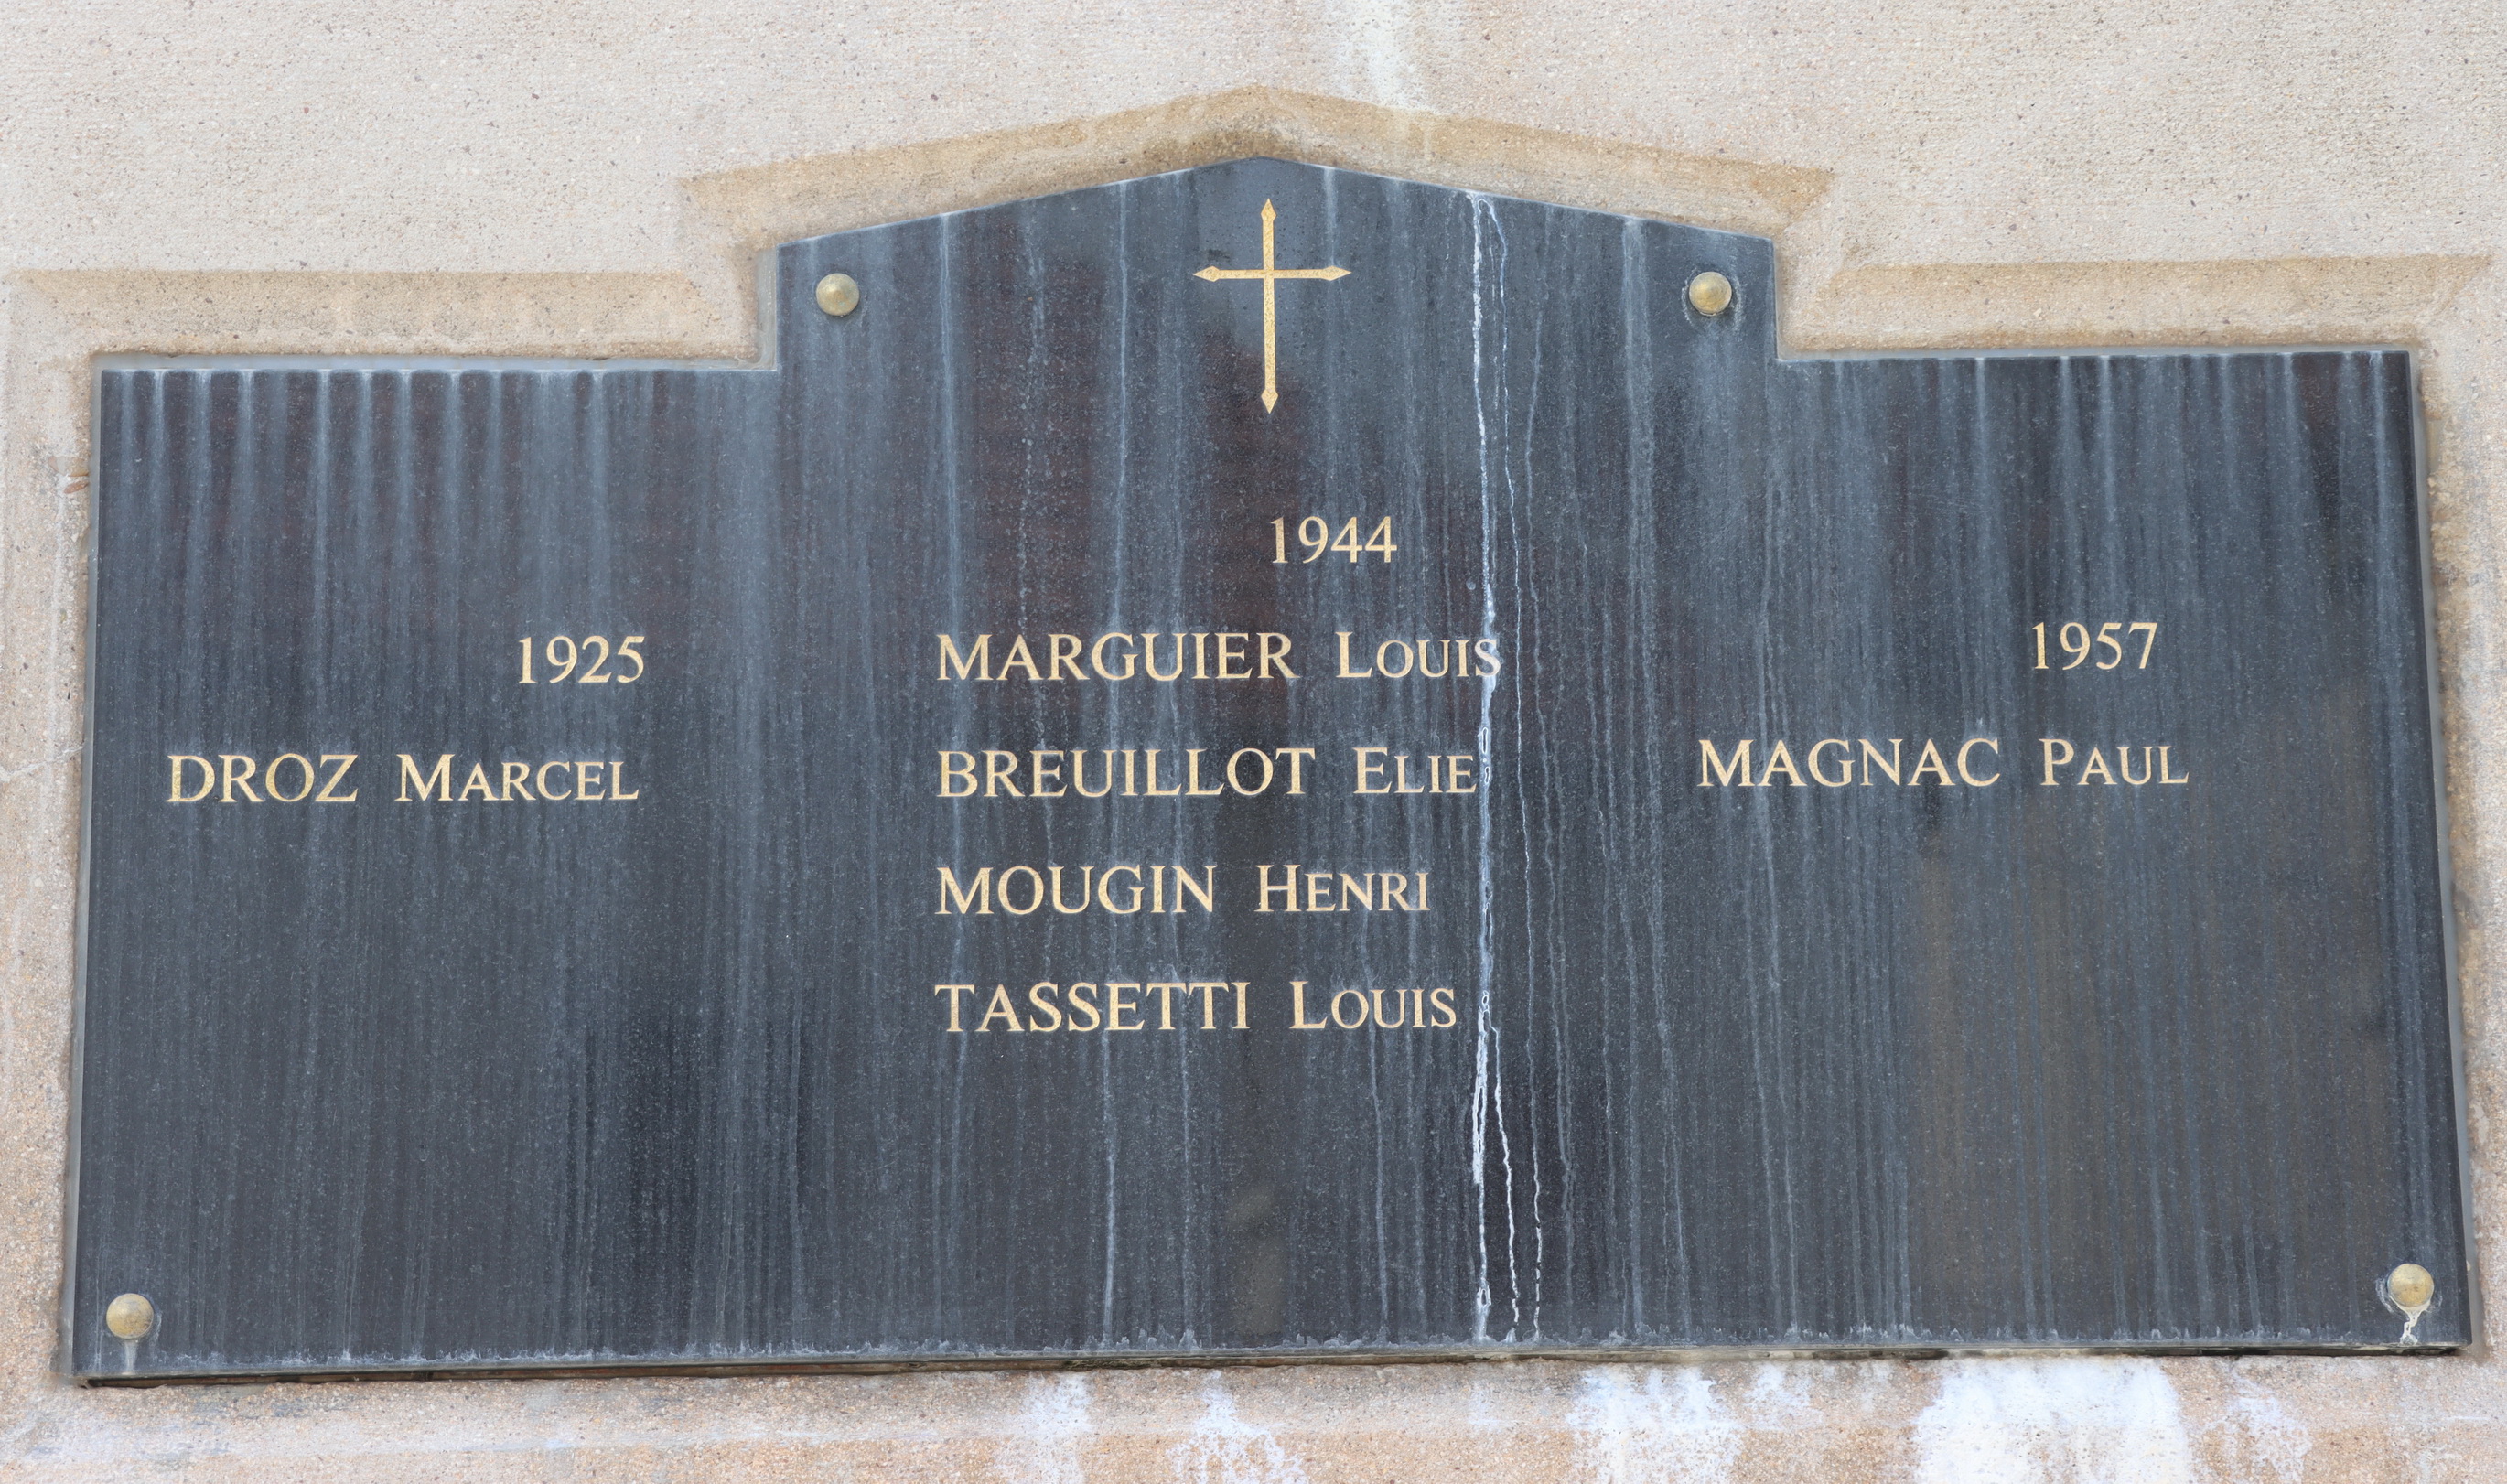 1925
DROZ MARCEL
1944
MARGUIER LOUIS
BREUILLOT ELIE
MOUGIN HENRI
TASSETTI LOUIS
1957
MAGNAC PAUL